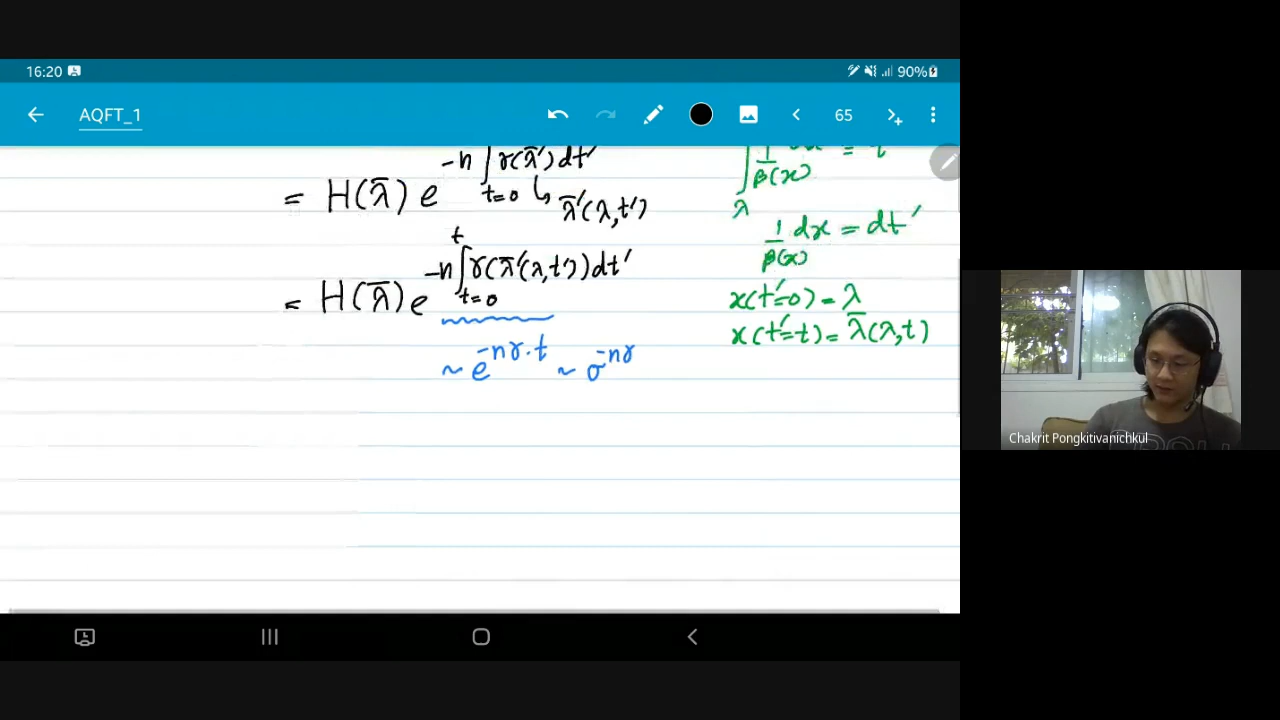 16:20 90%
AQFT_1 65
-n ∫ γ(λ̄') dt'
t=0 ↳ λ̄'(λ,t')
= H(λ̄) e
t
-n ∫ γ(λ̄'(λ,t')) dt'
t=0
= H(λ̄) e
~ e^{-nγ·t} ~ σ^{-nγ}
∫ 1/β(x) = t
λ
1/β(x) dx = dt'
x(t'=0) = λ
x(t'=t) = λ̄(λ,t)
Chakrit Pongkitivanichkul